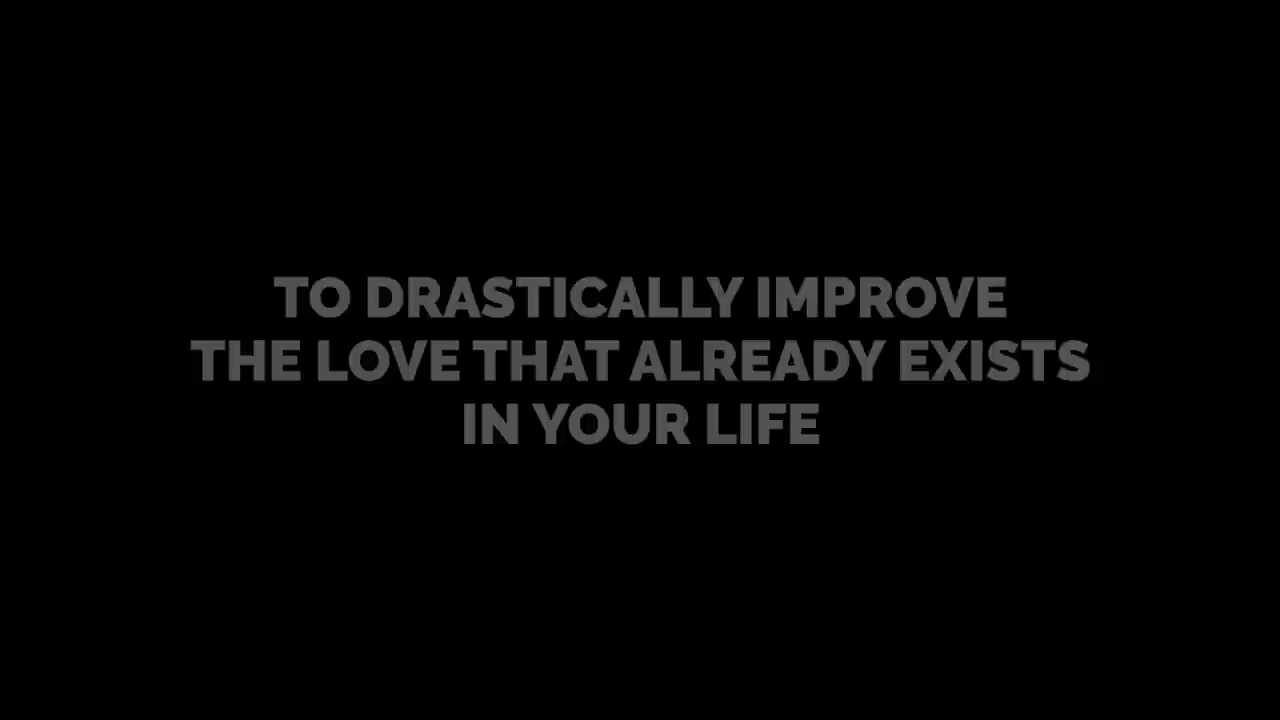 TO DRASTICALLY IMPROVE
THE LOVE THAT ALREADY EXISTS
IN YOUR LIFE